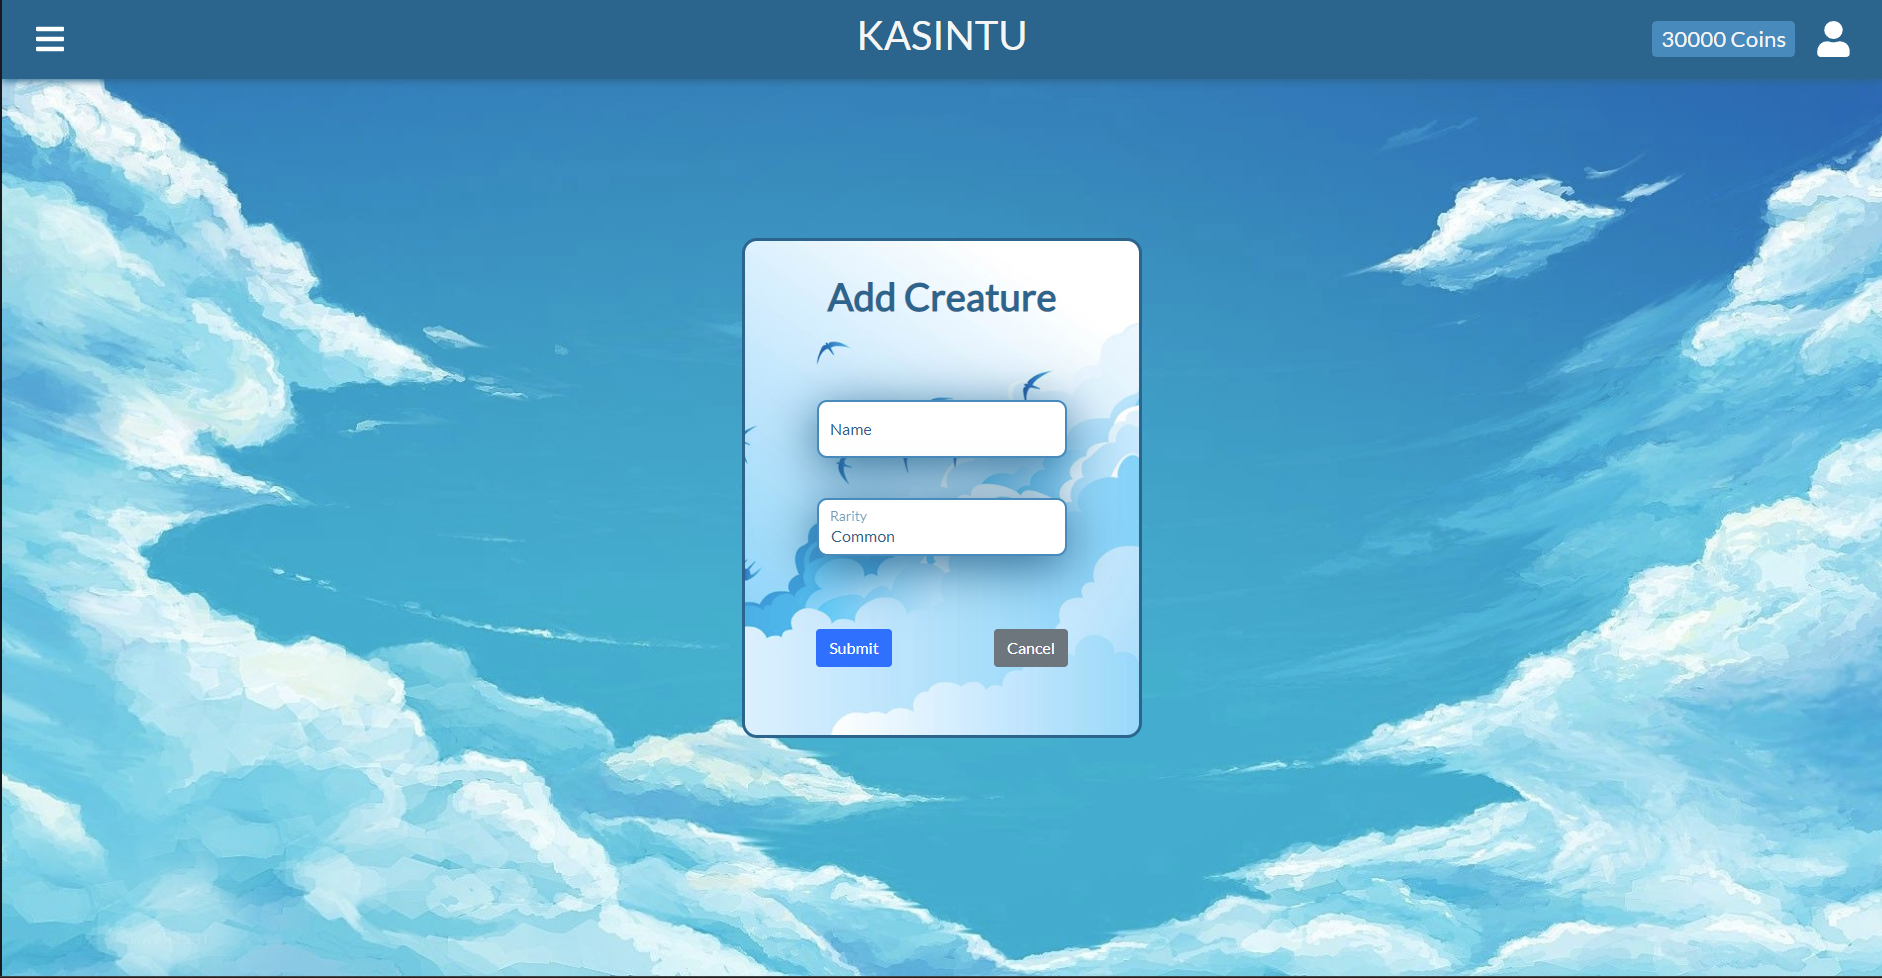 KASINTU
30000 Coins
Add Creature
Name
Rarity
Common
Submit
Cancel